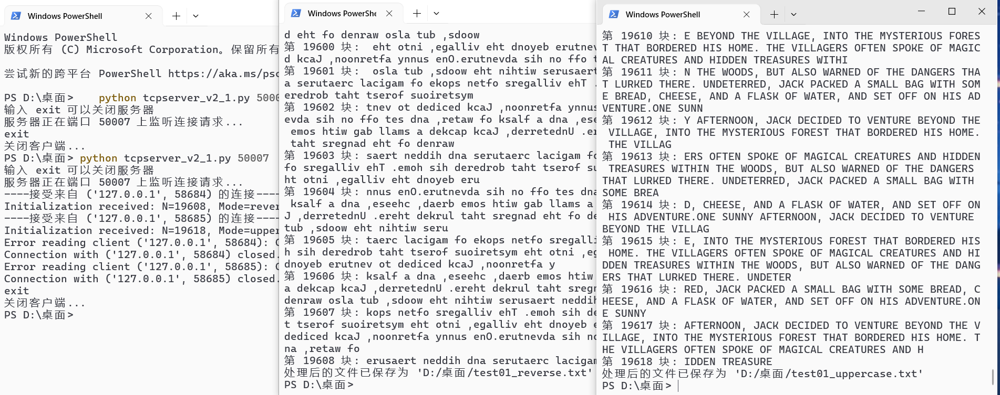 Windows PowerShell
Windows PowerShell
版权所有 (C) Microsoft Corporation。保留所有
尝试新的跨平台 PowerShell https://aka.ms/psc
PS D:\桌面>    python tcpserver_v2_1.py 5000
输入 exit 可以关闭服务器
服务器正在端口 50007 上监听连接请求...
exit
关闭客户端...
PS D:\桌面> python tcpserver_v2_1.py 50007
输入 exit 可以关闭服务器
服务器正在端口 50007 上监听连接请求...
----接受来自 ('127.0.0.1', 58684) 的连接----
Initialization received: N=19608, Mode=rever
----接受来自 ('127.0.0.1', 58685) 的连接----
Initialization received: N=19618, Mode=upper
Error reading client ('127.0.0.1', 58684): C
Connection with ('127.0.0.1', 58684) closed.
Error reading client ('127.0.0.1', 58685): C
Connection with ('127.0.0.1', 58685) closed.
exit
关闭客户端...
PS D:\桌面>
Windows PowerShe
d eht fo denraw osla tub ,sdoow
第 19600 块:  eht otni ,egalliv eht dnoyeb erutnev
d kcaJ ,noonretfa ynnus enO.erutnevda sih no ffo t
第 19601 块:  osla tub ,sdoow eht nihtiw serusaert
a serutaerc lacigam fo ekops netfo sregalliv ehT .
eredrob taht tserof suoiretsym
第 19602 块: tnev ot dediced kcaJ ,noonretfa ynnus
evda sih no ffo tes dna ,retaw fo ksalf a dna ,ese
 emos htiw gab llams a dekcap kcaJ ,derretednU .er
 taht sregnad eht fo denraw
第 19603 块: saert neddih dna serutaerc lacigam fo
fo sregalliv ehT .emoh sih deredrob taht tserof su
ht otni ,egalliv eht dnoyeb eru
第 19604 块: nnus enO.erutnevda sih no ffo tes dna
 ksalf a dna ,eseehc ,daerb emos htiw gab llams a
J ,derretednU .ereht dekrul taht sregnad eht fo de
tub ,sdoow eht nihtiw seru
第 19605 块: taerc lacigam fo ekops netfo sregalli
h sih deredrob taht tserof suoiretsym eht otni ,eg
dnoyeb erutnev ot dediced kcaJ ,noonretfa y
第 19606 块: ksalf a dna ,eseehc ,daerb emos htiw
a dekcap kcaJ ,derretednU .ereht dekrul taht sregn
denraw osla tub ,sdoow eht nihtiw serusaert neddih
第 19607 块: kops netfo sregalliv ehT .emoh sih de
t tserof suoiretsym eht otni ,egalliv eht dnoyeb e
dediced kcaJ ,noonretfa ynnus enO.erutnevda sih no
na ,retaw fo
第 19608 块: erusaert neddih dna serutaerc lacigam
处理后的文件已保存为 'D:/桌面/test01_reverse.txt'
PS D:\桌面>
Windows PowerShell
第 19610 块: E BEYOND THE VILLAGE, INTO THE MYSTERIOUS FORES
T THAT BORDERED HIS HOME. THE VILLAGERS OFTEN SPOKE OF MAGIC
AL CREATURES AND HIDDEN TREASURES WITHI
第 19611 块: N THE WOODS, BUT ALSO WARNED OF THE DANGERS THA
T LURKED THERE. UNDETERRED, JACK PACKED A SMALL BAG WITH SOM
E BREAD, CHEESE, AND A FLASK OF WATER, AND SET OFF ON HIS AD
VENTURE.ONE SUNN
第 19612 块: Y AFTERNOON, JACK DECIDED TO VENTURE BEYOND THE
 VILLAGE, INTO THE MYSTERIOUS FOREST THAT BORDERED HIS HOME.
 THE VILLAG
第 19613 块: ERS OFTEN SPOKE OF MAGICAL CREATURES AND HIDDEN
 TREASURES WITHIN THE WOODS, BUT ALSO WARNED OF THE DANGERS
THAT LURKED THERE. UNDETERRED, JACK PACKED A SMALL BAG WITH
SOME BREA
第 19614 块: D, CHEESE, AND A FLASK OF WATER, AND SET OFF ON
 HIS ADVENTURE.ONE SUNNY AFTERNOON, JACK DECIDED TO VENTURE
BEYOND THE VILLAG
第 19615 块: E, INTO THE MYSTERIOUS FOREST THAT BORDERED HIS
 HOME. THE VILLAGERS OFTEN SPOKE OF MAGICAL CREATURES AND HI
DDEN TREASURES WITHIN THE WOODS, BUT ALSO WARNED OF THE DANG
ERS THAT LURKED THERE. UNDETER
第 19616 块: RED, JACK PACKED A SMALL BAG WITH SOME BREAD, C
HEESE, AND A FLASK OF WATER, AND SET OFF ON HIS ADVENTURE.ON
E SUNNY
第 19617 块: AFTERNOON, JACK DECIDED TO VENTURE BEYOND THE V
ILLAGE, INTO THE MYSTERIOUS FOREST THAT BORDERED HIS HOME. T
HE VILLAGERS OFTEN SPOKE OF MAGICAL CREATURES AND H
第 19618 块: IDDEN TREASURE
处理后的文件已保存为 'D:/桌面/test01_uppercase.txt'
PS D:\桌面>